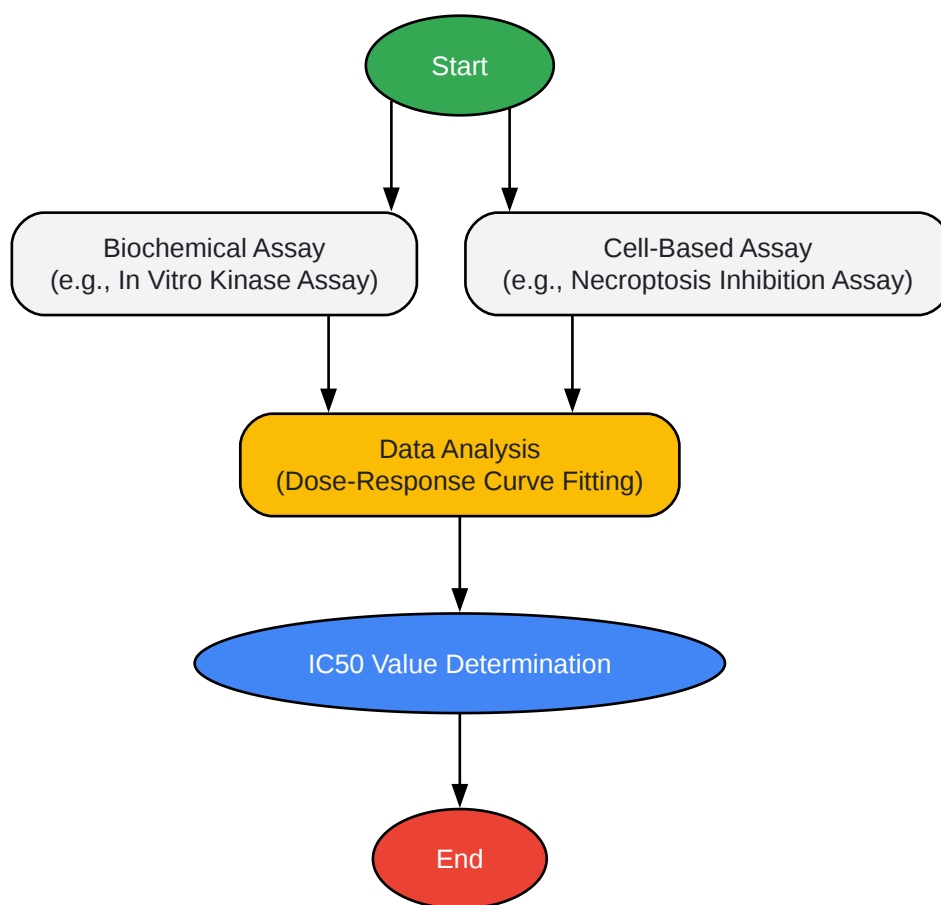 Start
Biochemical Assay
(e.g., In Vitro Kinase Assay)
Cell-Based Assay
(e.g., Necroptosis Inhibition Assay)
Data Analysis
(Dose-Response Curve Fitting)
IC50 Value Determination
End